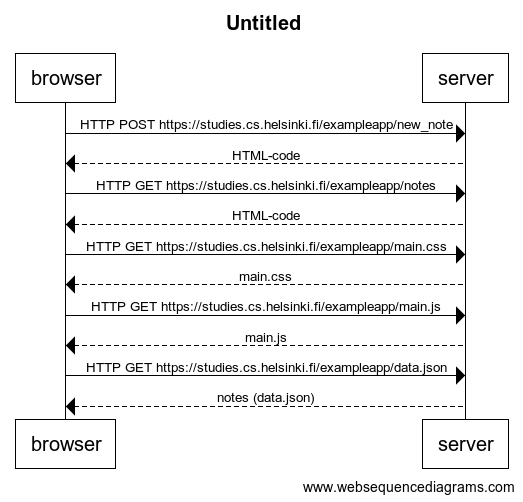 Untitled
browser server
HTTP POST https://studies.cs.helsinki.fi/exampleapp/new_note
HTML-code
HTTP GET https://studies.cs.helsinki.fi/exampleapp/notes
HTML-code
HTTP GET https://studies.cs.helsinki.fi/exampleapp/main.css
main.css
HTTP GET https://studies.cs.helsinki.fi/exampleapp/main.js
main.js
HTTP GET https://studies.cs.helsinki.fi/exampleapp/data.json
notes (data.json)
browser server
www.websequencediagrams.com